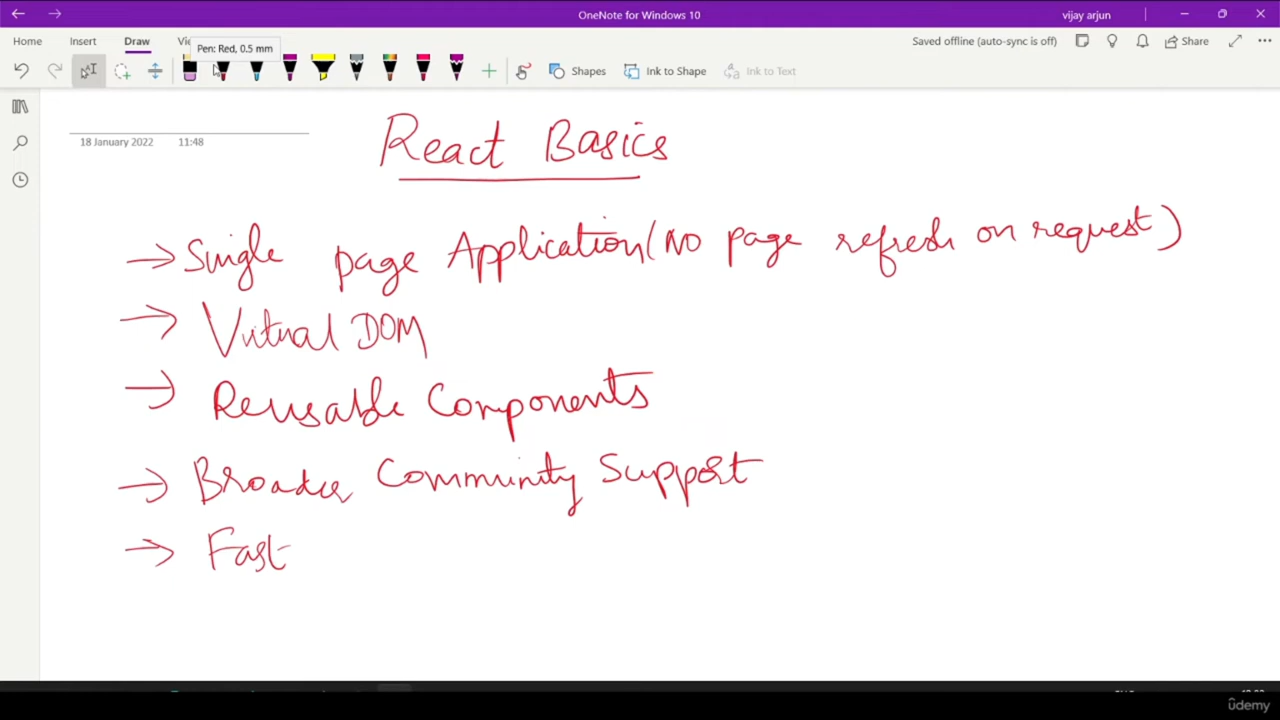 OneNote for Windows 10
vijay arjun
Home Insert Draw Vi
Pen: Red, 0.5 mm
Saved offline (auto-sync is off)
Share
Shapes
Ink to Shape
Ink to Text
18 January 2022 11:48
React Basics
→ Single page Application (No page refresh on request)
→ Virtual DOM
→ Reusable Components
→ Broader Community Support
→ Fast
udemy